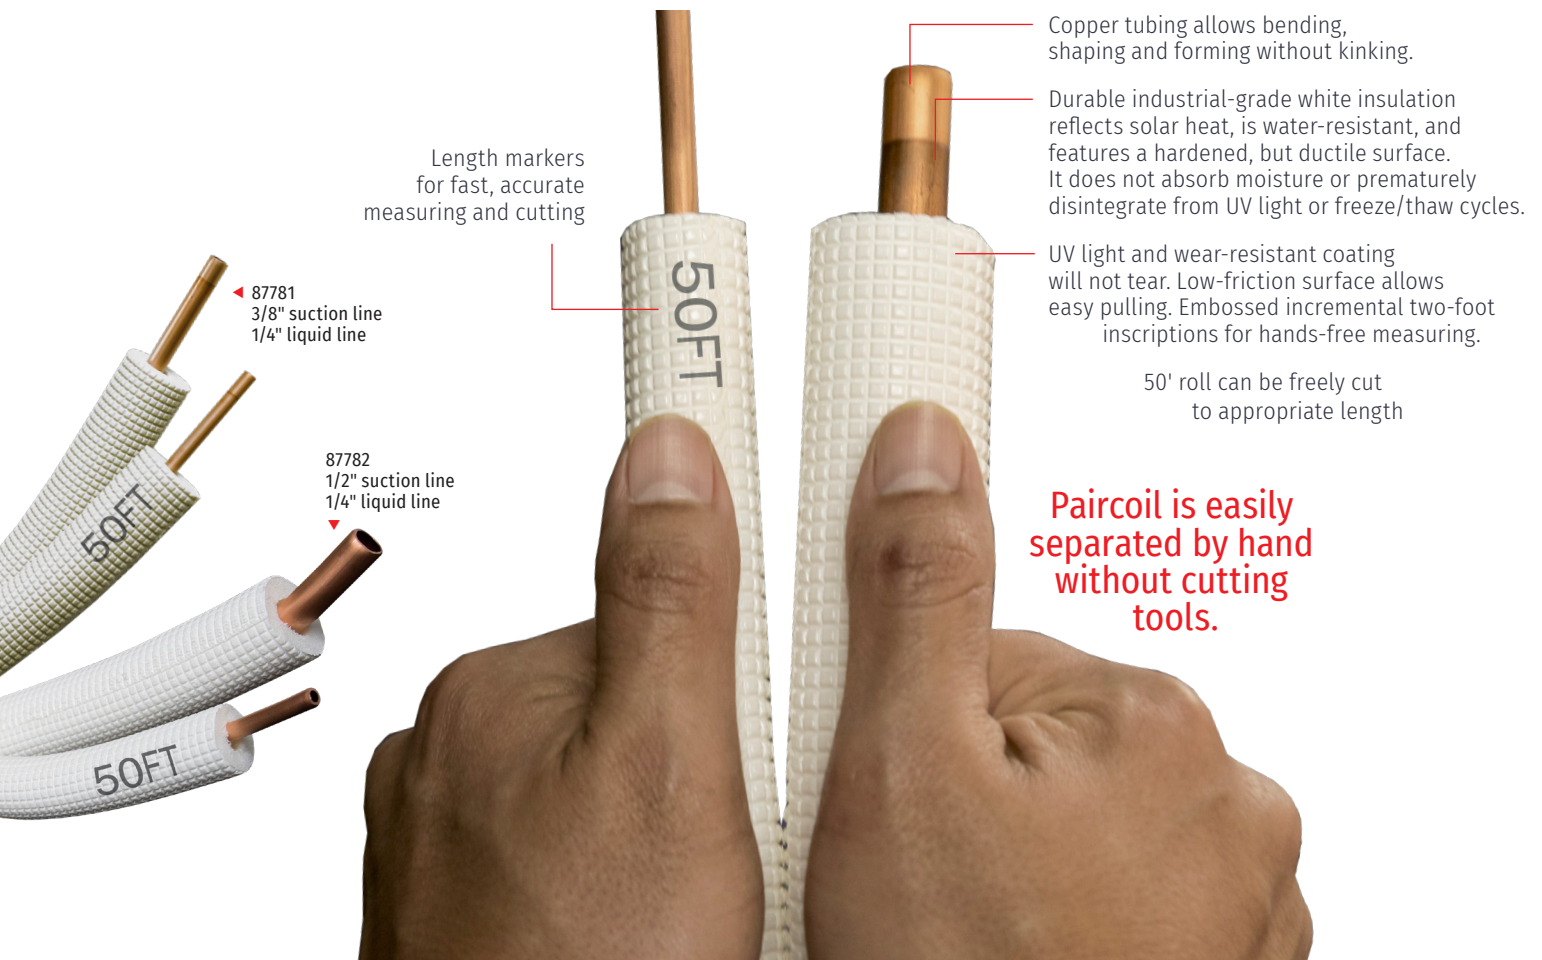 Copper tubing allows bending,
shaping and forming without kinking.
Durable industrial-grade white insulation
reflects solar heat, is water-resistant, and
features a hardened, but ductile surface.
It does not absorb moisture or prematurely
disintegrate from UV light or freeze/thaw cycles.
Length markers
for fast, accurate
measuring and cutting
UV light and wear-resistant coating
will not tear. Low-friction surface allows
easy pulling. Embossed incremental two-foot
inscriptions for hands-free measuring.
50' roll can be freely cut
to appropriate length
50FT
87781
3/8" suction line
1/4" liquid line
50FT
87782
1/2" suction line
1/4" liquid line
50FT
Paircoil is easily
separated by hand
without cutting
tools.